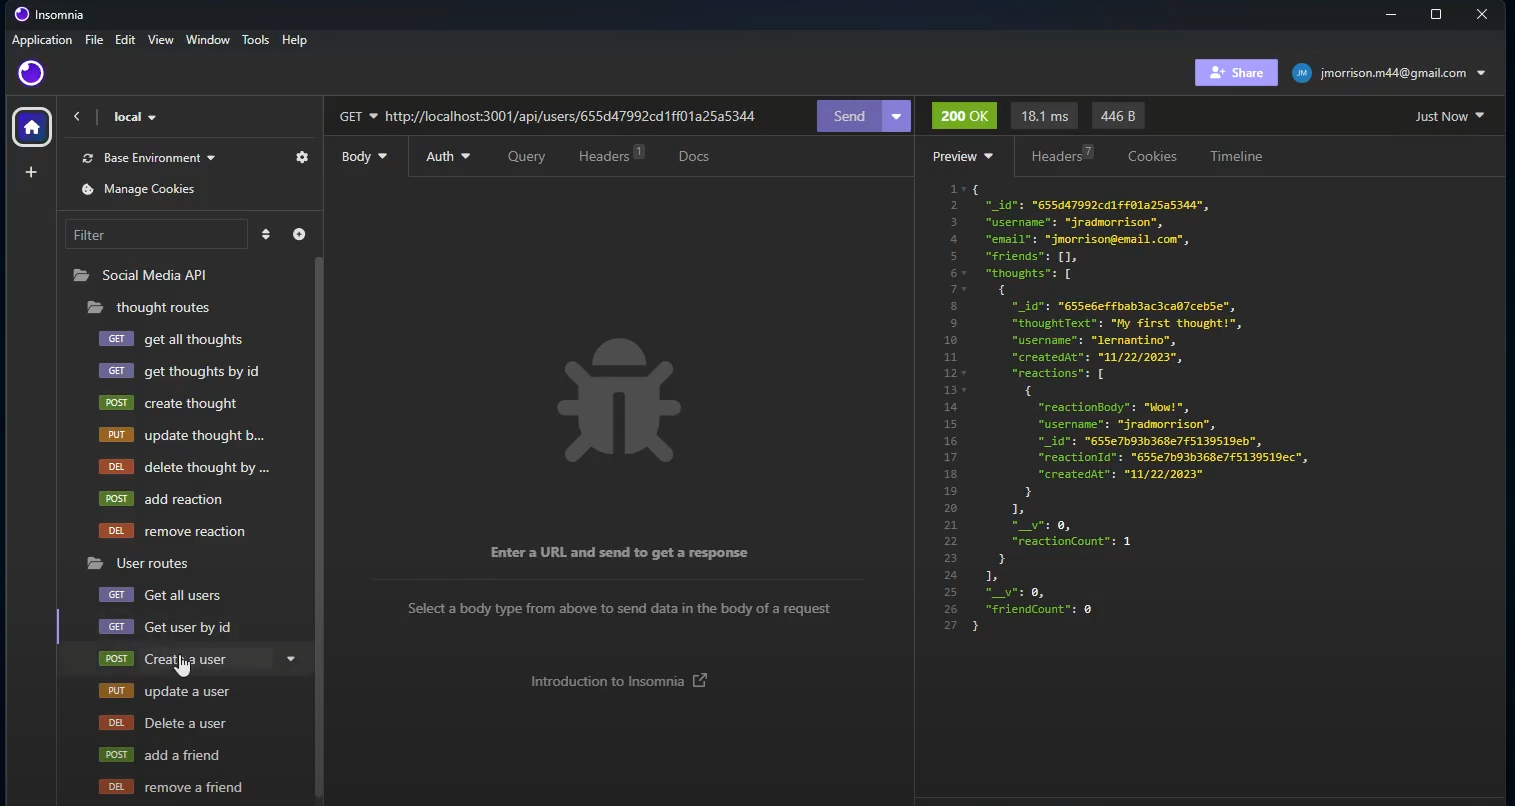 Insomnia
Application File Edit View Window Tools Help
Share JM jmorrison.m44@gmail.com
local
Base Environment
Manage Cookies
Filter
Social Media API
thought routes
GET get all thoughts
GET get thoughts by id
POST create thought
PUT update thought b...
DEL delete thought by ...
POST add reaction
DEL remove reaction
User routes
GET Get all users
GET Get user by id
POST Create a user
PUT update a user
DEL Delete a user
POST add a friend
DEL remove a friend
GET http://localhost:3001/api/users/655d47992cd1ff01a25a5344 Send
Body Auth Query Headers 1 Docs
Enter a URL and send to get a response
Select a body type from above to send data in the body of a request
Introduction to Insomnia
200 OK 18.1 ms 446 B Just Now
Preview Headers 7 Cookies Timeline
1 {
2 "_id": "655d47992cd1ff01a25a5344",
3 "username": "jradmorrison",
4 "email": "jmorrison@email.com",
5 "friends": [],
6 "thoughts": [
7 {
8 "_id": "655e6effbab3ac3ca07ceb5e",
9 "thoughtText": "My first thought!",
10 "username": "lernantino",
11 "createdAt": "11/22/2023",
12 "reactions": [
13 {
14 "reactionBody": "Wow!",
15 "username": "jradmorrison",
16 "_id": "655e7b93b368e7f5139519eb",
17 "reactionId": "655e7b93b368e7f5139519ec",
18 "createdAt": "11/22/2023"
19 }
20 ],
21 "__v": 0,
22 "reactionCount": 1
23 }
24 ],
25 "__v": 0,
26 "friendCount": 0
27 }